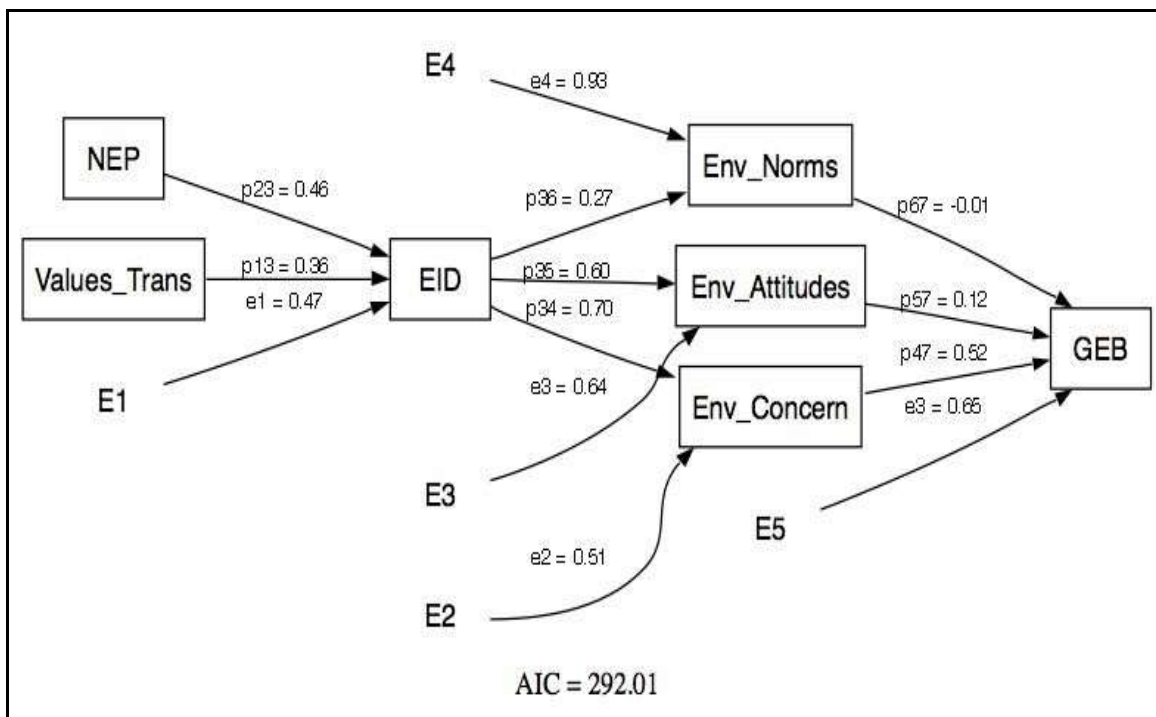 E4
e4 = 0.93
NEP
Env_Norms
p23 = 0.46
p36 = 0.27
p67 = -0.01
Values_Trans
p13 = 0.36
e1 = 0.47
EID
p35 = 0.60
p34 = 0.70
Env_Attitudes
p57 = 0.12
GEB
p47 = 0.52
e3 = 0.65
E1
e3 = 0.64
Env_Concern
E3
E5
e2 = 0.51
E2
AIC = 292.01